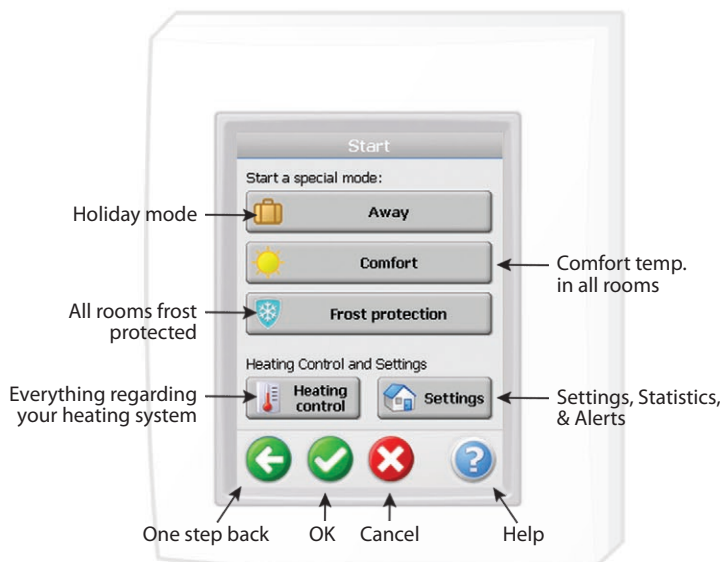 Start
Start a special mode:
Holiday mode
Away
Comfort
Comfort temp.
in all rooms
All rooms frost
protected
Frost protection
Heating Control and Settings
Everything regarding
your heating system
Heating
control
Settings
Settings, Statistics,
& Alerts
?
One step back
OK
Cancel
Help